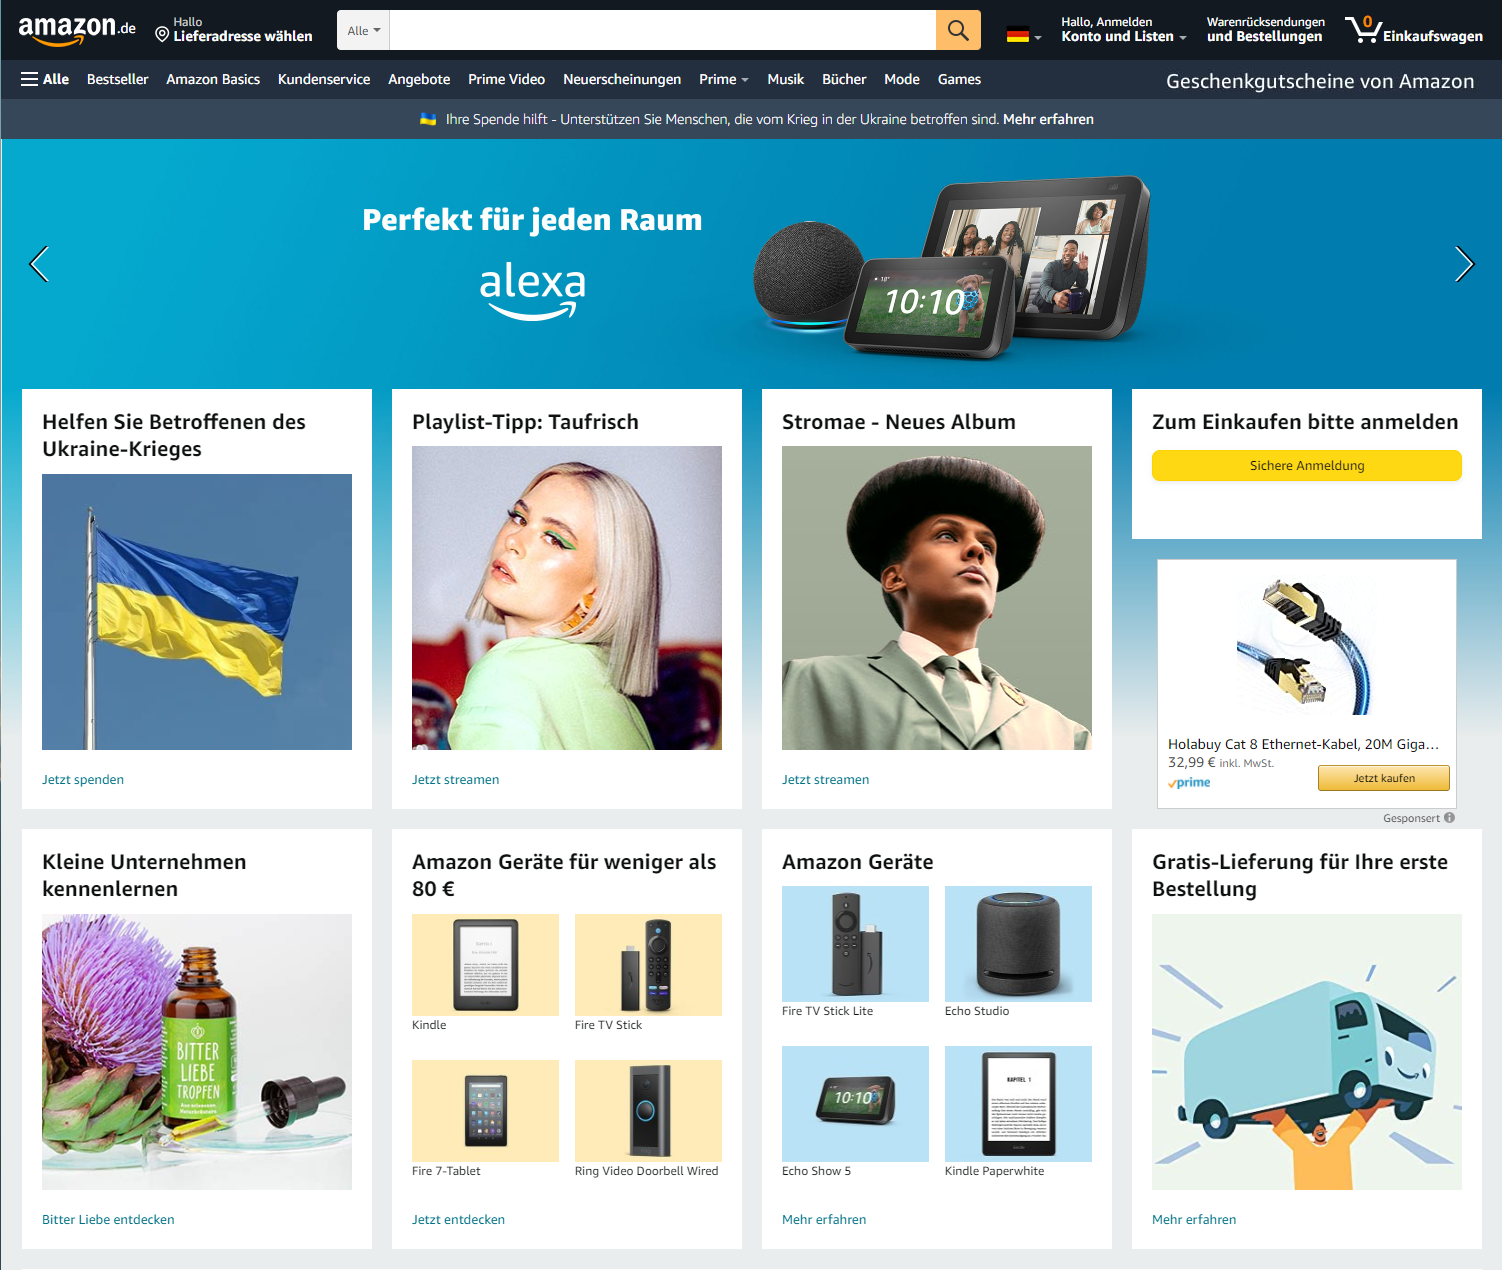 amazon.de
Hallo
Lieferadresse wählen
Alle
Hallo, Anmelden
Konto und Listen
Warenrücksendungen
und Bestellungen
0
Einkaufswagen
Alle Bestseller Amazon Basics Kundenservice Angebote Prime Video Neuerscheinungen Prime Musik Bücher Mode Games
Geschenkgutscheine von Amazon
Ihre Spende hilft - Unterstützen Sie Menschen, die vom Krieg in der Ukraine betroffen sind. Mehr erfahren
Perfekt für jeden Raum
alexa
10:10
Helfen Sie Betroffenen des
Ukraine-Krieges
Jetzt spenden
Playlist-Tipp: Taufrisch
Jetzt streamen
Stromae - Neues Album
Jetzt streamen
Zum Einkaufen bitte anmelden
Sichere Anmeldung
Holabuy Cat 8 Ethernet-Kabel, 20M Giga...
32,99 € inkl. MwSt.
prime
Jetzt kaufen
Gesponsert
Kleine Unternehmen
kennenlernen
BITTER
LIEBE
TROPFEN
Bitter Liebe entdecken
Amazon Geräte für weniger als
80 €
Kindle
Fire TV Stick
Fire 7-Tablet
Ring Video Doorbell Wired
Jetzt entdecken
Amazon Geräte
Fire TV Stick Lite
Echo Studio
10:10
KAPITEL 1
Echo Show 5
Kindle Paperwhite
Mehr erfahren
Gratis-Lieferung für Ihre erste
Bestellung
Mehr erfahren